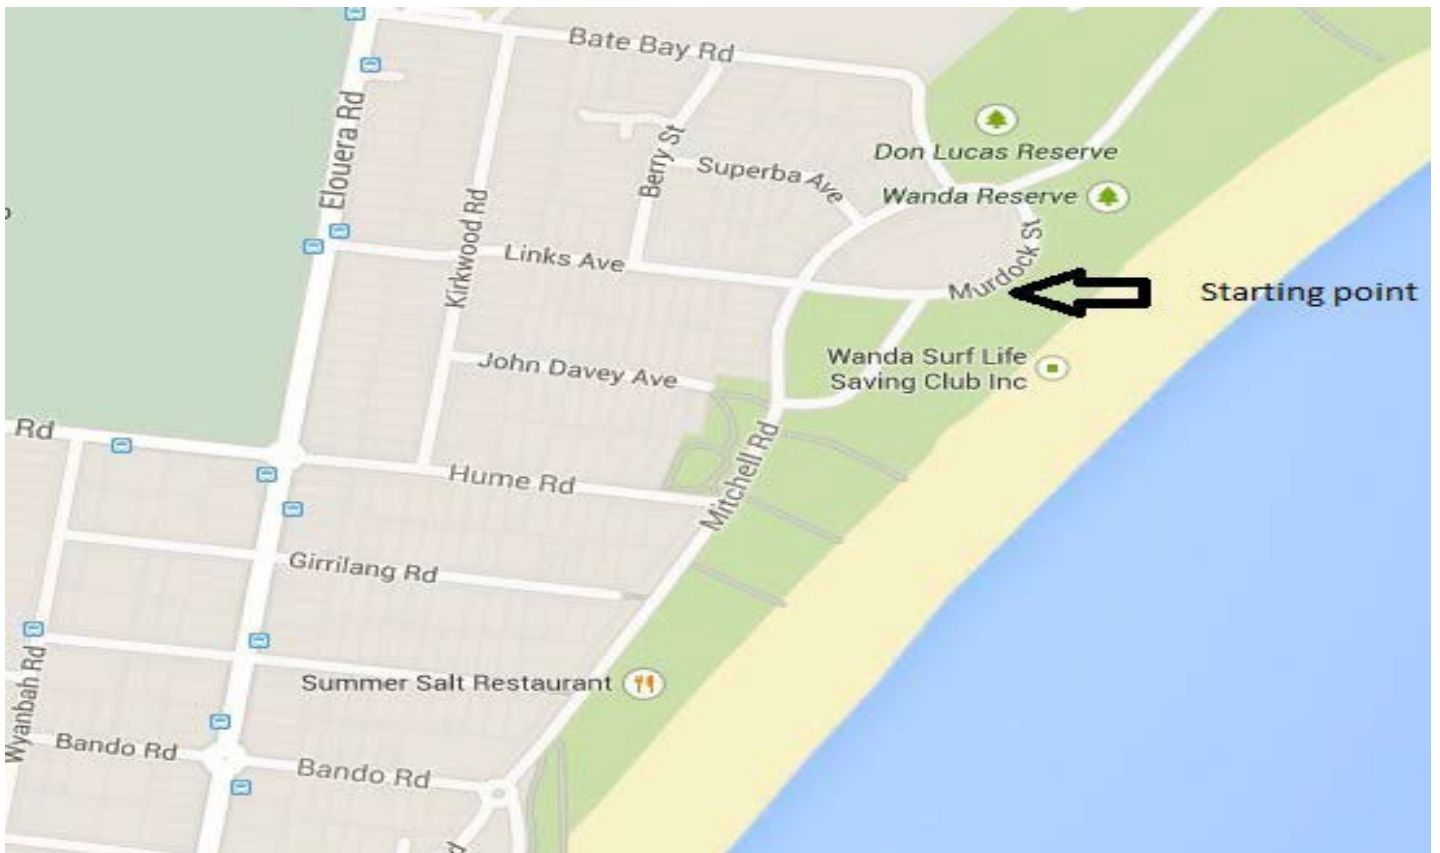 Bate Bay Rd
Elouera Rd
Don Lucas Reserve
Berry St
Superba Ave
Wanda Reserve
Kirkwood Rd
Links Ave
Murdock St
Starting point
John Davey Ave
Wanda Surf Life
Saving Club Inc
Rd
Hume Rd
Mitchell Rd
Girrilang Rd
Summer Salt Restaurant
Wyanbah Rd
Bando Rd
Bando Rd